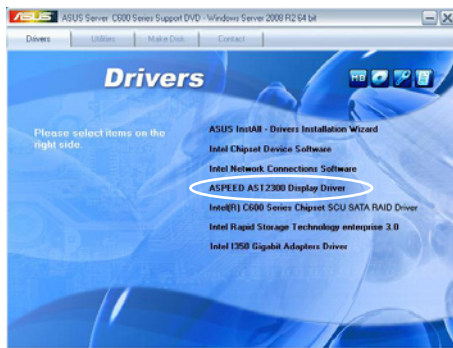 ASUS ASUS Server C600 Series Support DVD - Windows Server 2008 R2 64 bit
Drivers Utilities Make Disk Contact
Drivers
MB
Please select items on the
right side.
ASUS InstAll - Drivers Installation Wizard
Intel Chipset Device Software
Intel Network Connections Software
ASPEED AST2300 Display Driver
Intel(R) C600 Series Chipset SCU SATA RAID Driver
Intel Rapid Storage Technology enterprise 3.0
Intel I350 Gigabit Adapters Driver